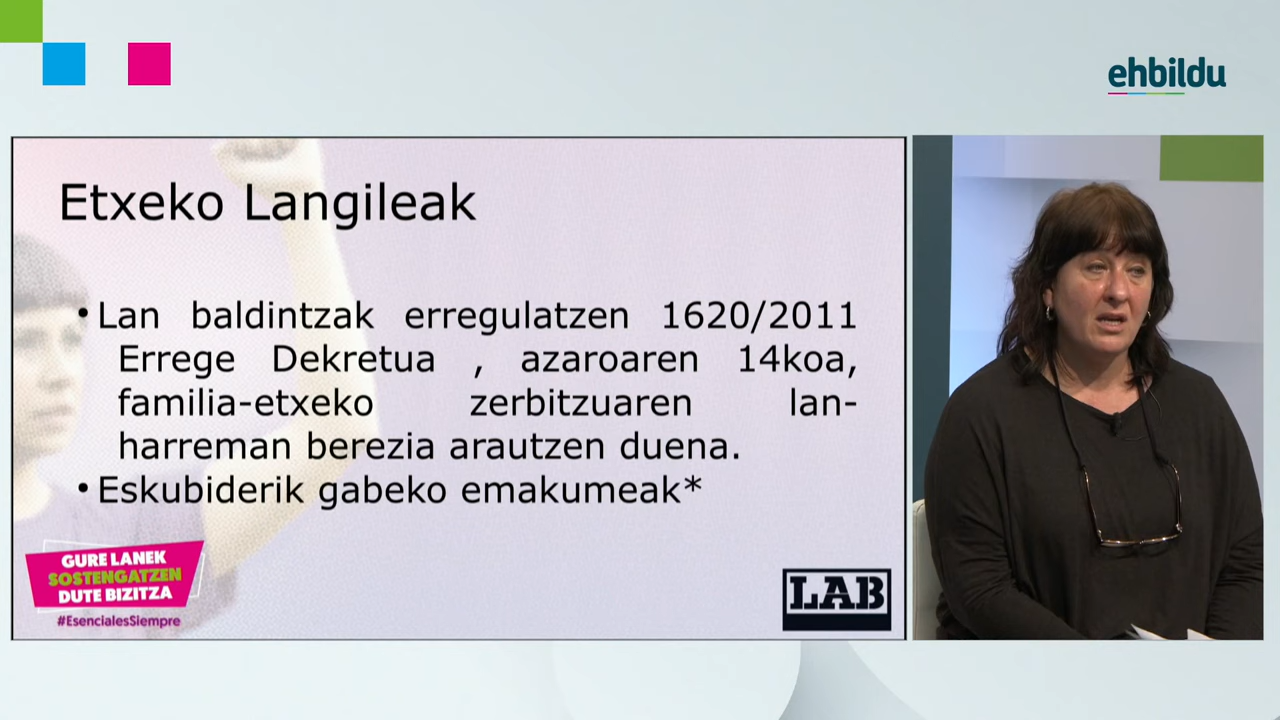 ehbildu
Etxeko Langileak
• Lan baldintzak erregulatzen 1620/2011
Errege Dekretua , azaroaren 14koa,
familia-etxeko zerbitzuaren lan-
harreman berezia arautzen duena.
• Eskubiderik gabeko emakumeak*
GURE LANEK
SOSTENGATZEN
DUTE BIZITZA
#EsencialesSiempre
LAB